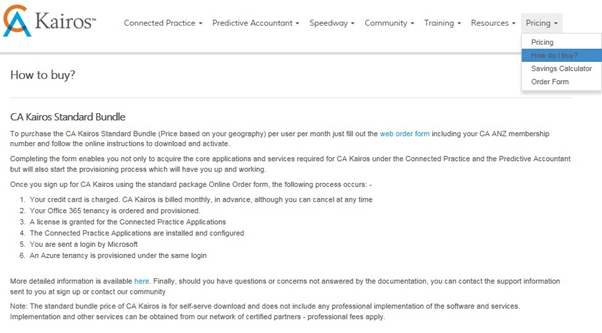 CA Kairos™
Connected Practice Predictive Accountant Speedway Community Training Resources Pricing
Pricing
How do I buy?
Savings Calculator
Order Form
How to buy?
CA Kairos Standard Bundle
To purchase the CA Kairos Standard Bundle (Price based on your geography) per user per month just fill out the web order form including your CA ANZ membership
number and follow the online instructions to download and activate.
Completing the form enables you not only to acquire the core applications and services required for CA Kairos under the Connected Practice and the Predictive Accountant
but will also start the provisioning process which will have you up and working.
Once you sign up for CA Kairos using the standard package Online Order form, the following process occurs: -
1. Your credit card is charged. CA Kairos is billed monthly, in advance, although you can cancel at any time
2. Your Office 365 tenancy is ordered and provisioned.
3. A license is granted for the Connected Practice Applications
4. The Connected Practice Applications are installed and configured
5. You are sent a login by Microsoft
6. An Azure tenancy is provisioned under the same login
More detailed information is available here. Finally, should you have questions or concerns not answered by the documentation, you can contact the support information
sent to you at sign up or contact our community
Note: The standard bundle price of CA Kairos is for self-serve download and does not include any professional implementation of the software and services.
Implementation and other services can be obtained from our network of certified partners - professional fees apply.